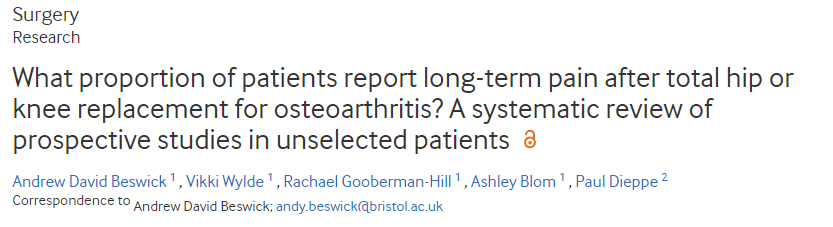 Surgery
Research
What proportion of patients report long-term pain after total hip or
knee replacement for osteoarthritis? A systematic review of
prospective studies in unselected patients
Andrew David Beswick 1 , Vikki Wylde 1 , Rachael Gooberman-Hill 1 , Ashley Blom 1 , Paul Dieppe 2
Correspondence to Andrew David Beswick; andy.beswick@bristol.ac.uk